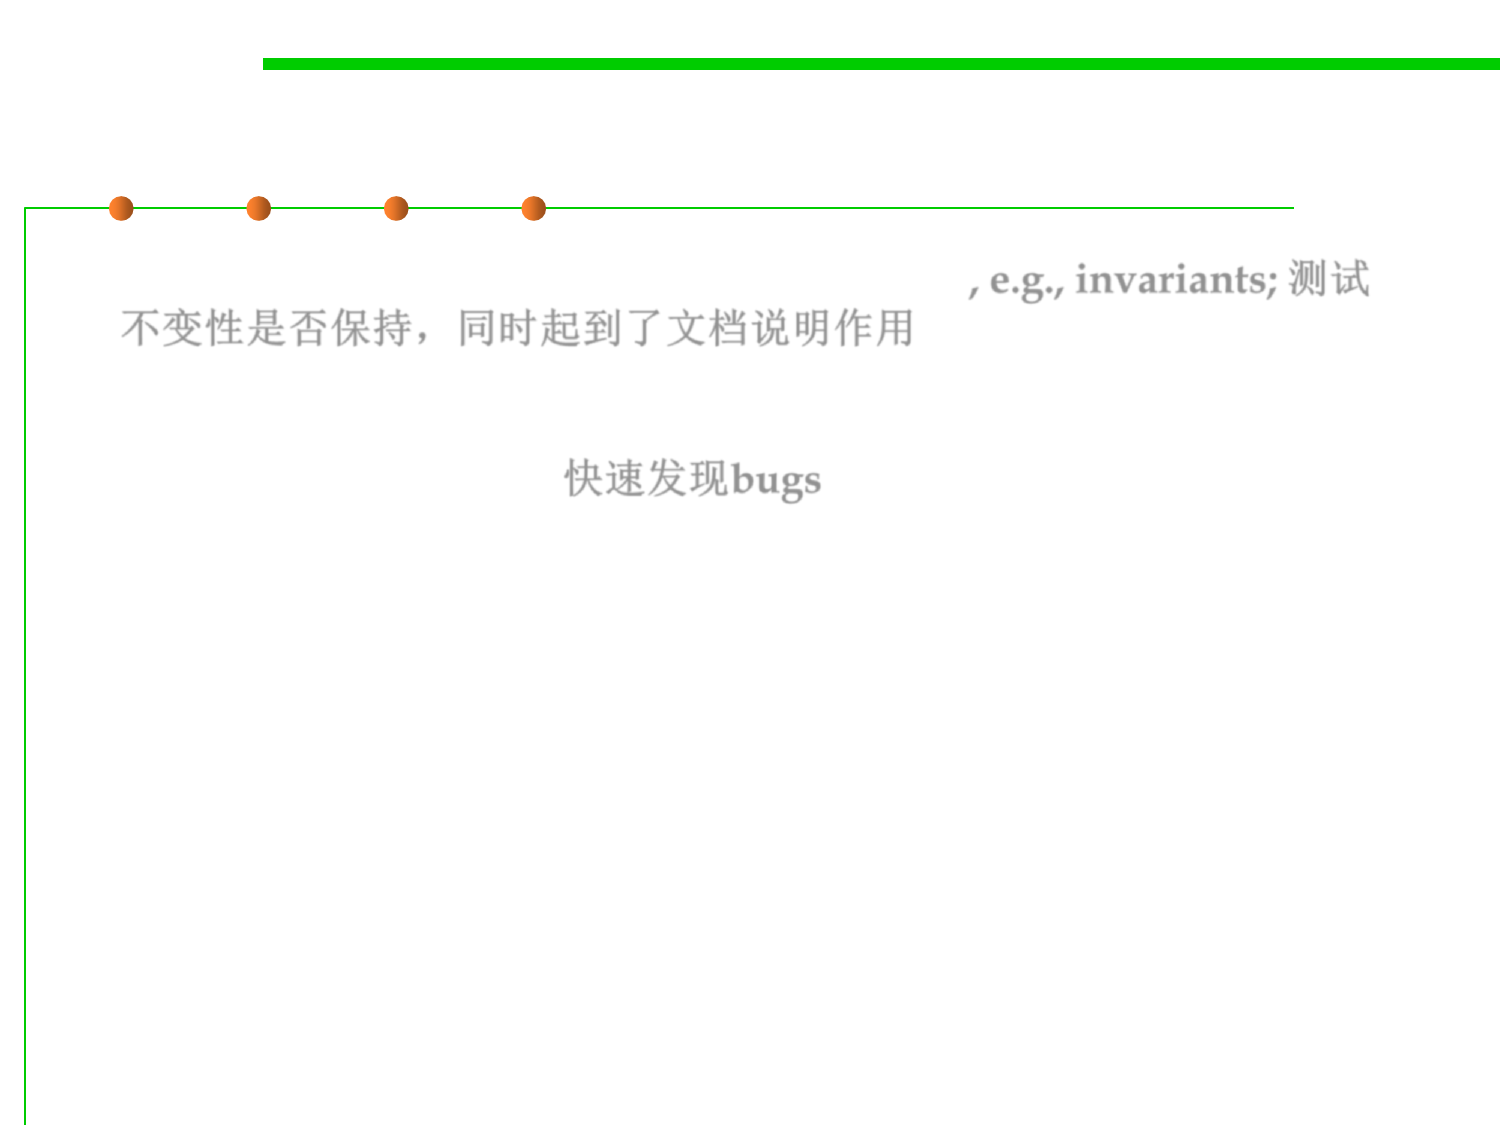 , e.g., invariants; 测试
不变性是否保持，同时起到了文档说明作用
快速发现bugs